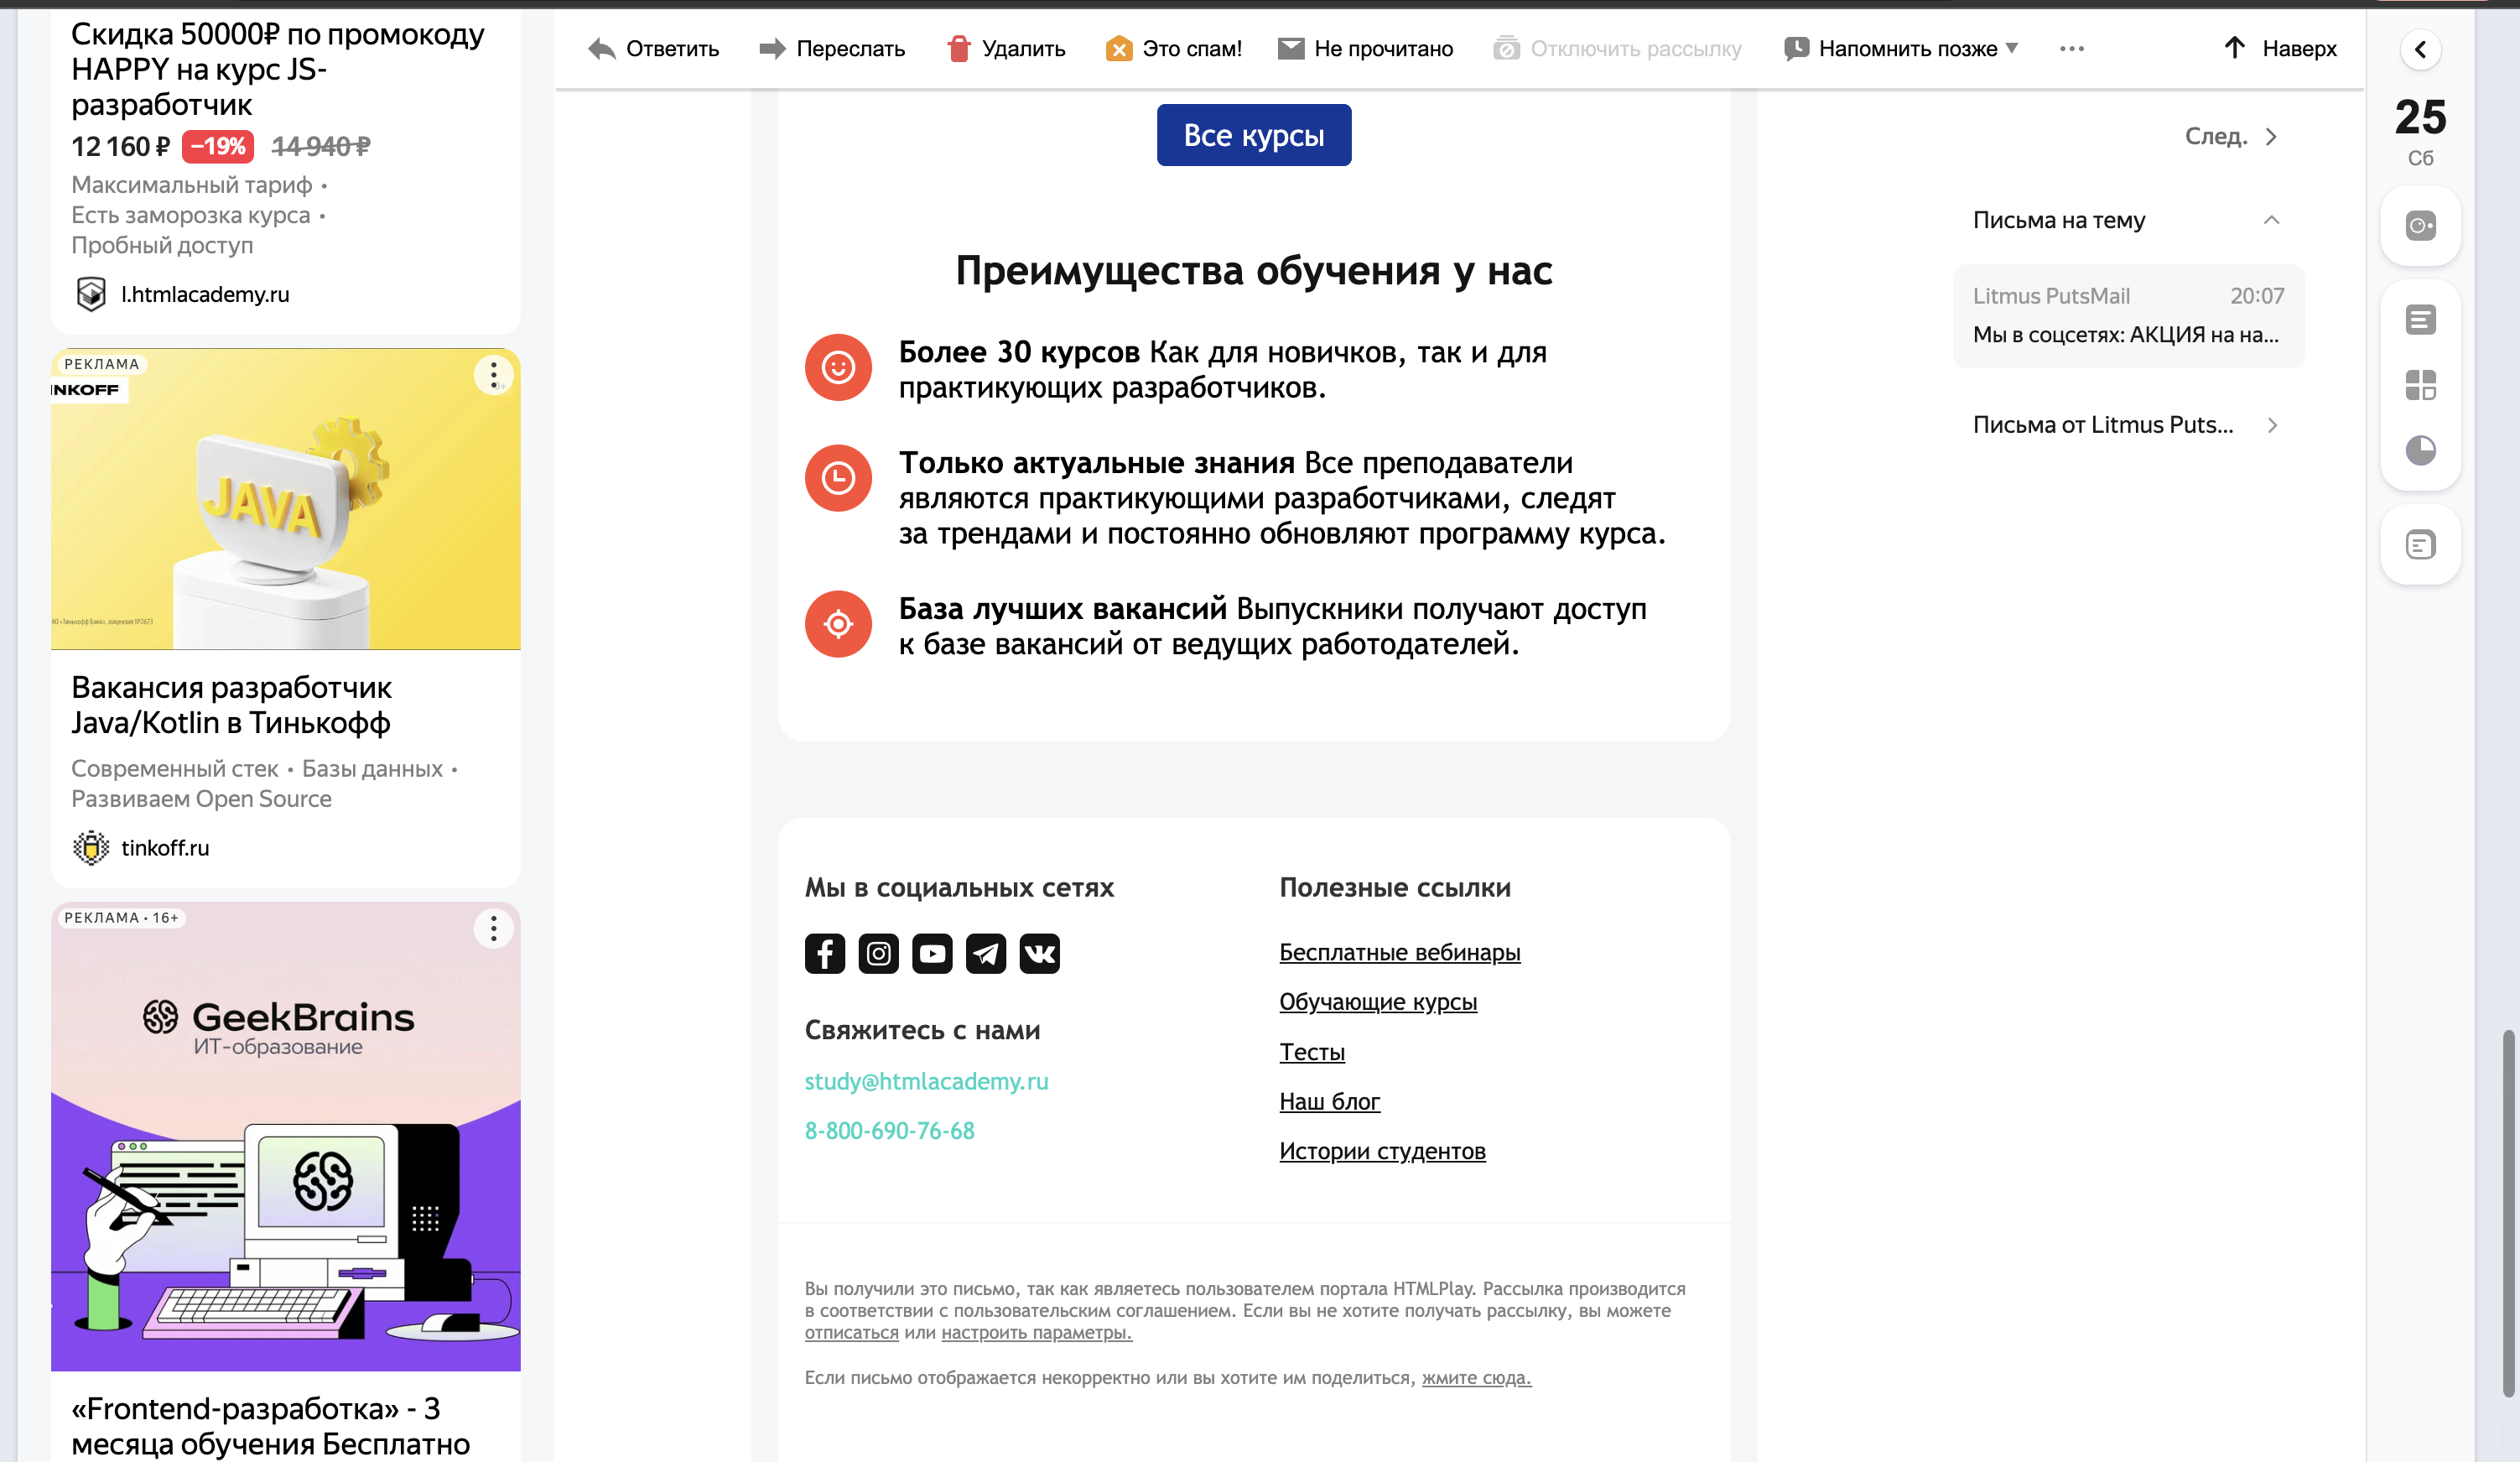 Скидка 50000₽ по промокоду
HAPPY на курс JS-
разработчик
12 160 ₽ −19% 14 940 ₽
Максимальный тариф •
Есть заморозка курса •
Пробный доступ
l.htmlacademy.ru
РЕКЛАМА
INKOFF
JAVA
Вакансия разработчик
Java/Kotlin в Тинькофф
Современный стек • Базы данных •
Развиваем Open Source
tinkoff.ru
РЕКЛАМА • 16+
GeekBrains
ИТ-образование
«Frontend-разработка» - 3
месяца обучения Бесплатно
Ответить Переслать Удалить Это спам! Не прочитано Отключить рассылку Напомнить позже Наверх
Все курсы
Преимущества обучения у нас
Более 30 курсов Как для новичков, так и для
практикующих разработчиков.
Только актуальные знания Все преподаватели
являются практикующими разработчиками, следят
за трендами и постоянно обновляют программу курса.
База лучших вакансий Выпускники получают доступ
к базе вакансий от ведущих работодателей.
Мы в социальных сетях
Свяжитесь с нами
study@htmlacademy.ru
8-800-690-76-68
Полезные ссылки
Бесплатные вебинары
Обучающие курсы
Тесты
Наш блог
Истории студентов
Вы получили это письмо, так как являетесь пользователем портала HTMLPlay. Рассылка производится
в соответствии с пользовательским соглашением. Если вы не хотите получать рассылку, вы можете
отписаться или настроить параметры.
Если письмо отображается некорректно или вы хотите им поделиться, жмите сюда.
След.
Письма на тему
Litmus PutsMail 20:07
Мы в соцсетях: АКЦИЯ на на...
Письма от Litmus Puts...
25
Сб